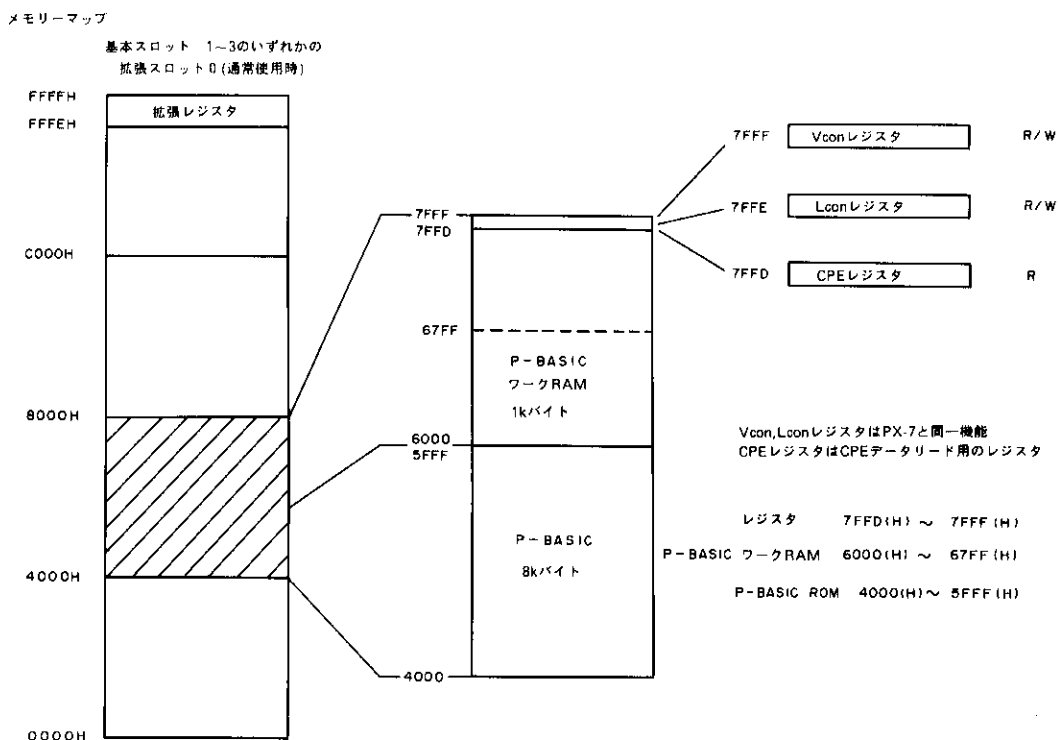 メモリーマップ
基本スロット 1〜3のいずれかの
拡張スロット0(通常使用時)
FFFFH
拡張レジスタ
FFFEH
C000H
8000H
4000H
0000H
7FFF
7FFD
67FF
P-BASIC
ワークRAM
1kバイト
6000
5FFF
P-BASIC
8kバイト
4000
7FFF Vconレジスタ R/W
7FFE Lconレジスタ R/W
7FFD CPEレジスタ R
Vcon,LconレジスタはPX-7と同一機能
CPEレジスタはCPEデータリード用のレジスタ
レジスタ 7FFD(H) 〜 7FFF(H)
P-BASIC ワークRAM 6000(H) 〜 67FF(H)
P-BASIC ROM 4000(H)〜 5FFF(H)